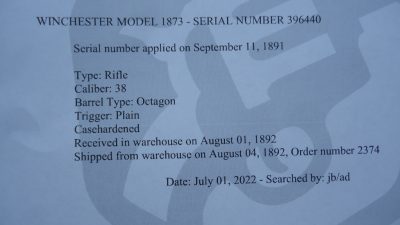 WINCHESTER MODEL 1873 - SERIAL NUMBER 396440
Serial number applied on September 11, 1891
Type: Rifle
Caliber: 38
Barrel Type: Octagon
Trigger: Plain
Casehardened
Received in warehouse on August 01, 1892
Shipped from warehouse on August 04, 1892, Order number 2374
Date: July 01, 2022 - Searched by: jb/ad